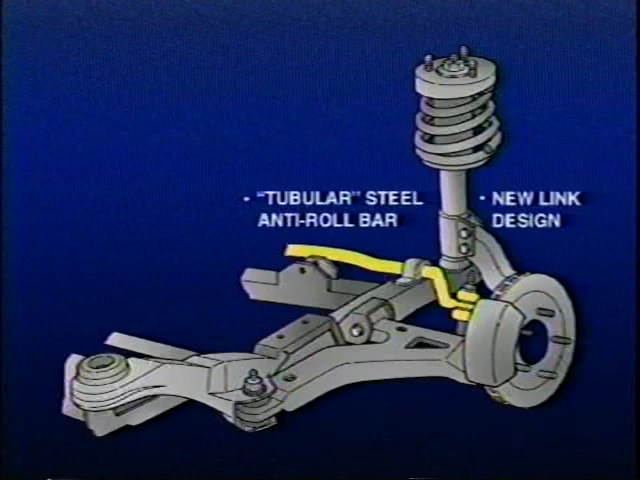 • "TUBULAR" STEEL
ANTI-ROLL BAR
• NEW LINK
DESIGN